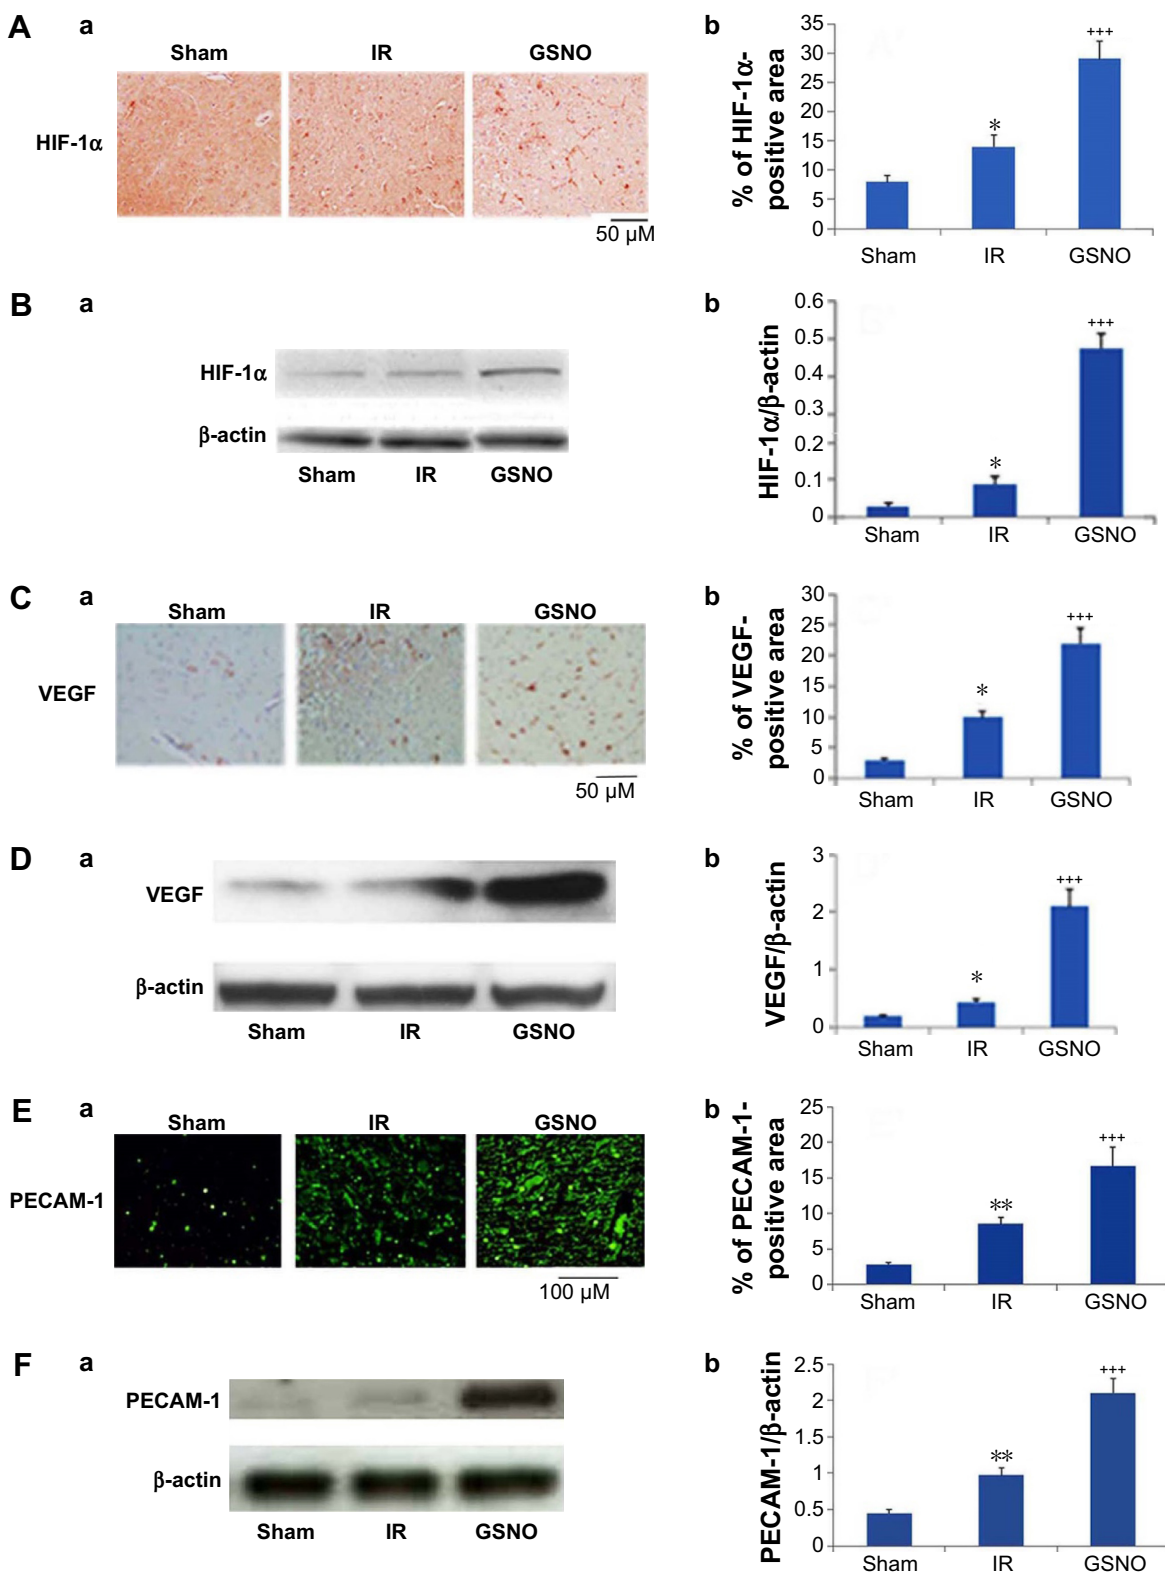 A a b
Sham IR GSNO
HIF-1α
50 µM
% of HIF-1α-
positive area
35
30
25
20
15
10
5
0
*
+++
Sham IR GSNO
B a b
HIF-1α
β-actin
Sham IR GSNO
HIF-1α/β-actin
0.6
0.5
0.4
0.3
0.2
0.1
0
*
+++
Sham IR GSNO
C a b
Sham IR GSNO
VEGF
50 µM
% of VEGF-
positive area
30
25
20
15
10
5
0
*
+++
Sham IR GSNO
D a b
VEGF
β-actin
Sham IR GSNO
VEGF/β-actin
3
2
1
0
*
+++
Sham IR GSNO
E a b
Sham IR GSNO
PECAM-1
100 µM
% of PECAM-1-
positive area
25
20
15
10
5
0
**
+++
Sham IR GSNO
F a b
PECAM-1
β-actin
Sham IR GSNO
PECAM-1/β-actin
2.5
2
1.5
1
0.5
0
**
+++
Sham IR GSNO